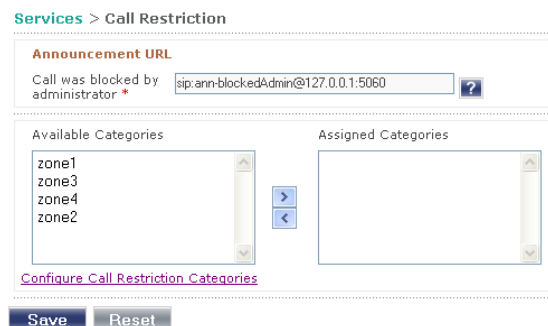 Services > Call Restriction
Announcement URL
Call was blocked by
administrator *
sip:ann-blockedAdmin@127.0.0.1:5060
?
Available Categories
Assigned Categories
zone1
zone3
zone4
zone2
>
<
Configure Call Restriction Categories
Save
Reset